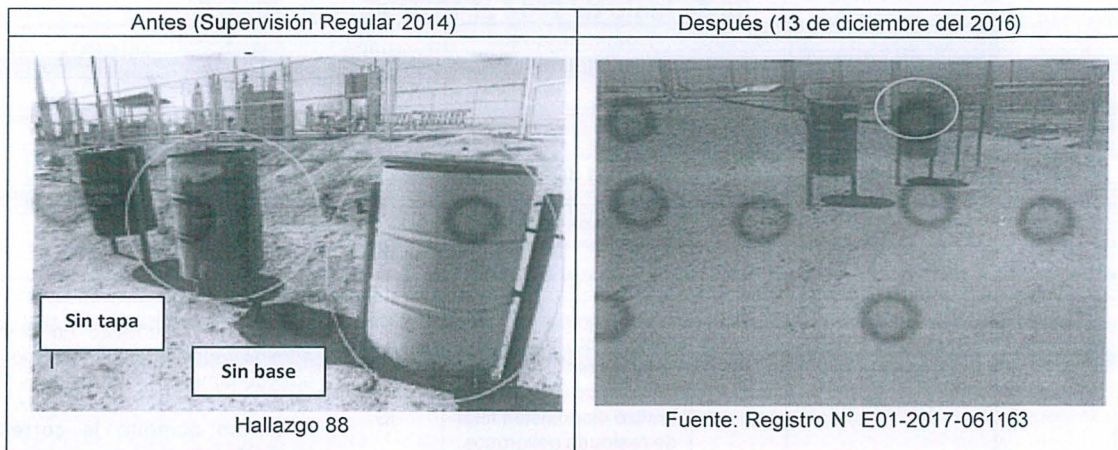 Antes (Supervisión Regular 2014)
Después (13 de diciembre del 2016)
Sin tapa
Sin base
Hallazgo 88
Fuente: Registro N° E01-2017-061163